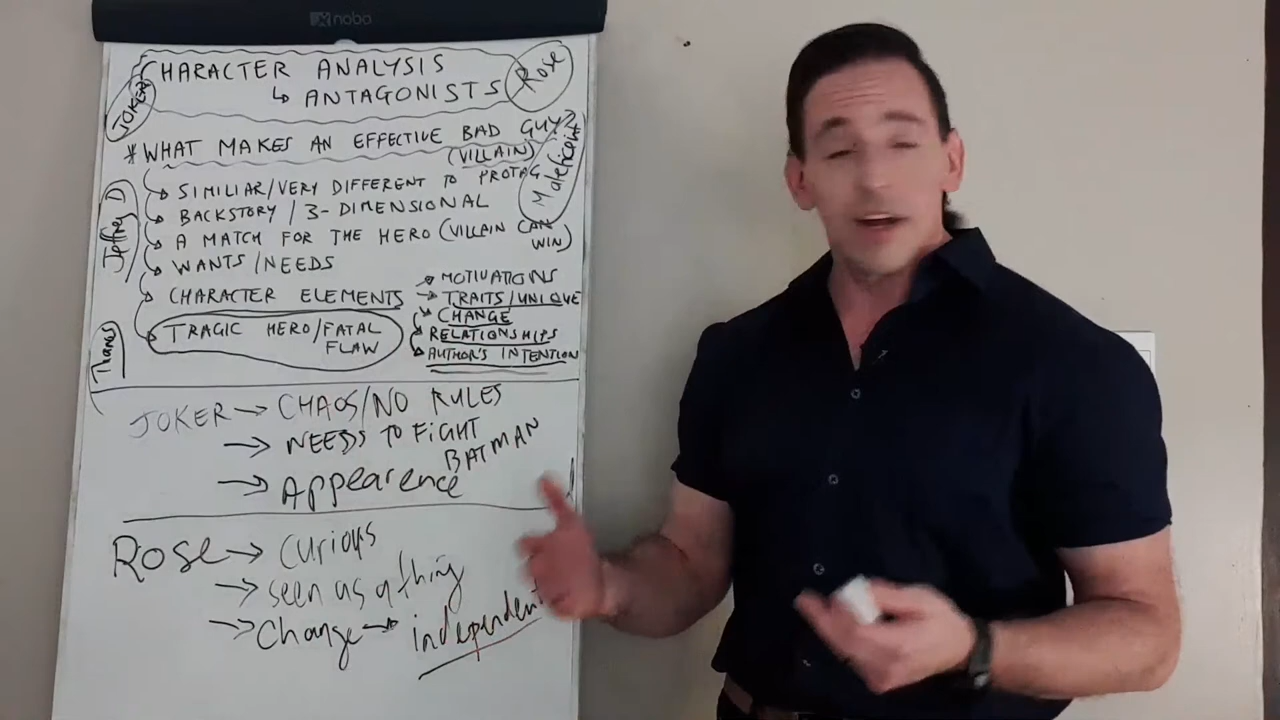 nobo
CHARACTER ANALYSIS
↳ ANTAGONISTS
JOKER
Rose
* WHAT MAKES AN EFFECTIVE BAD GUY
(VILLAIN)
Maleficent
→ SIMILIAR/VERY DIFFERENT TO PROTAG
→ BACKSTORY / 3-DIMENSIONAL
→ A MATCH FOR THE HERO (VILLAIN CAN
WIN)
→ WANTS/NEEDS
Joffrey
→ CHARACTER ELEMENTS
→ MOTIVATIONS
→ TRAITS/UNIQUE
→ CHANGE
→ RELATIONSHIPS
→ AUTHOR'S INTENTION
→ TRAGIC HERO/FATAL
FLAW
Thanos
JOKER → CHAOS/NO RULES
→ NEEDS TO FIGHT
BATMAN
→ Appearence
Rose → Curious
→ seen as a thing
→ Change → independent